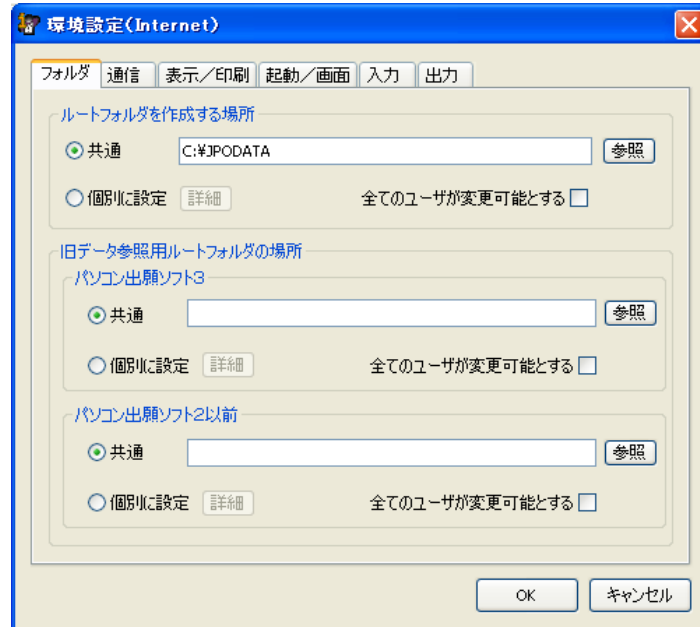 環境設定(Internet)
フォルダ 通信 表示／印刷 起動／画面 入力 出力
ルートフォルダを作成する場所
共通 C:¥JPODATA 参照
個別に設定 詳細 全てのユーザが変更可能とする
旧データ参照用ルートフォルダの場所
パソコン出願ソフト3
共通 参照
個別に設定 詳細 全てのユーザが変更可能とする
パソコン出願ソフト2以前
共通 参照
個別に設定 詳細 全てのユーザが変更可能とする
OK キャンセル